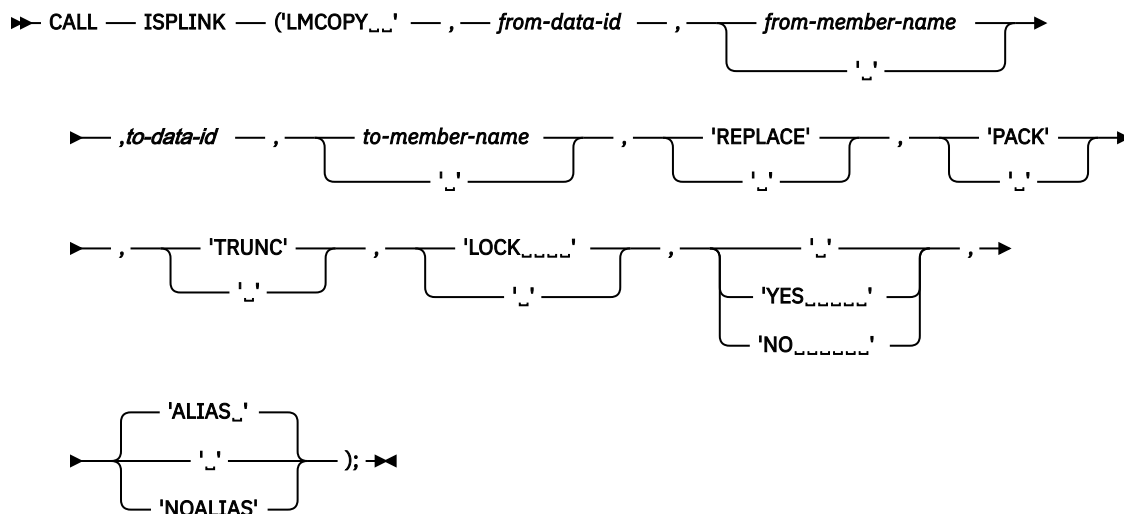 CALL ISPLINK ('LMCOPY␣␣' , from-data-id , from-member-name
'␣'
,to-data-id , to-member-name , 'REPLACE' , 'PACK'
'␣' '␣' '␣'
, 'TRUNC' , 'LOCK␣␣␣␣' , '␣' ,
'␣' '␣' 'YES␣␣␣␣␣'
'NO␣␣␣␣␣␣'
'ALIAS␣'
'␣' );
'NOALIAS'